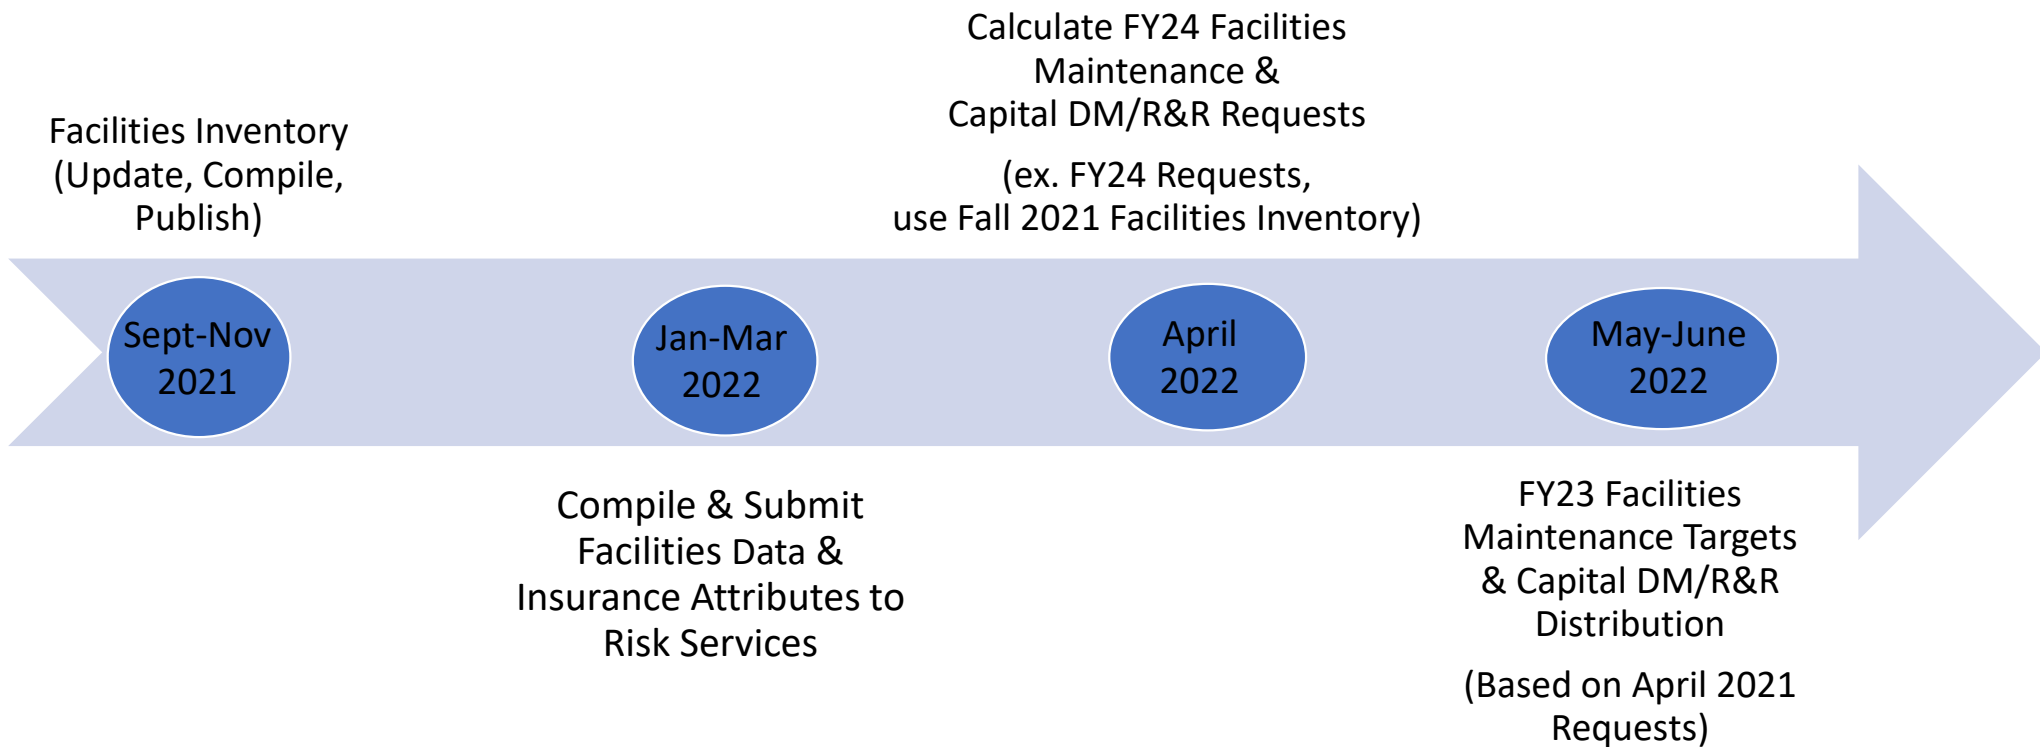 Facilities Inventory
(Update, Compile,
Publish)
Sept-Nov
2021
Jan-Mar
2022
Compile & Submit
Facilities Data &
Insurance Attributes to
Risk Services
Calculate FY24 Facilities
Maintenance &
Capital DM/R&R Requests
(ex. FY24 Requests,
use Fall 2021 Facilities Inventory)
April
2022
May-June
2022
FY23 Facilities
Maintenance Targets
& Capital DM/R&R
Distribution
(Based on April 2021
Requests)